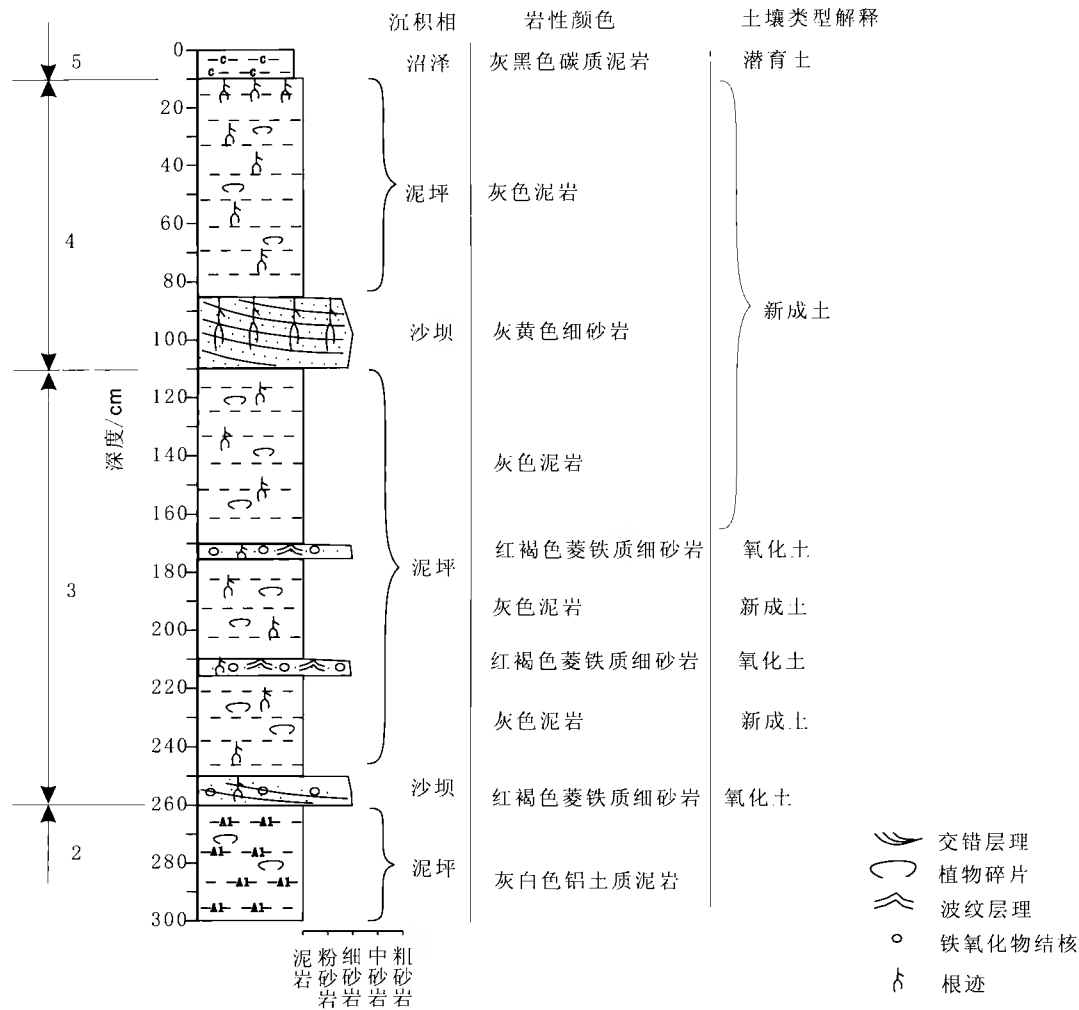 沉积相 岩性颜色 土壤类型解释
5 0 C C C C 沼泽 灰黑色碳质泥岩 潜育土
20
40
泥坪 灰色泥岩
60
4
80
新成土
100 沙坝 灰黄色细砂岩
120
深度/cm
140 灰色泥岩
160
红褐色菱铁质细砂岩 氧化土
泥坪
180
3 灰色泥岩 新成土
200
红褐色菱铁质细砂岩 氧化土
220
灰色泥岩 新成土
240
沙坝 红褐色菱铁质细砂岩 氧化土
260
Al Al
2 Al Al
280 泥坪 灰白色铝土质泥岩
Al Al
Al Al
300
泥岩 粉砂岩 细砂岩 中砂岩 粗砂岩
交错层理
植物碎片
波纹层理
铁氧化物结核
根迹